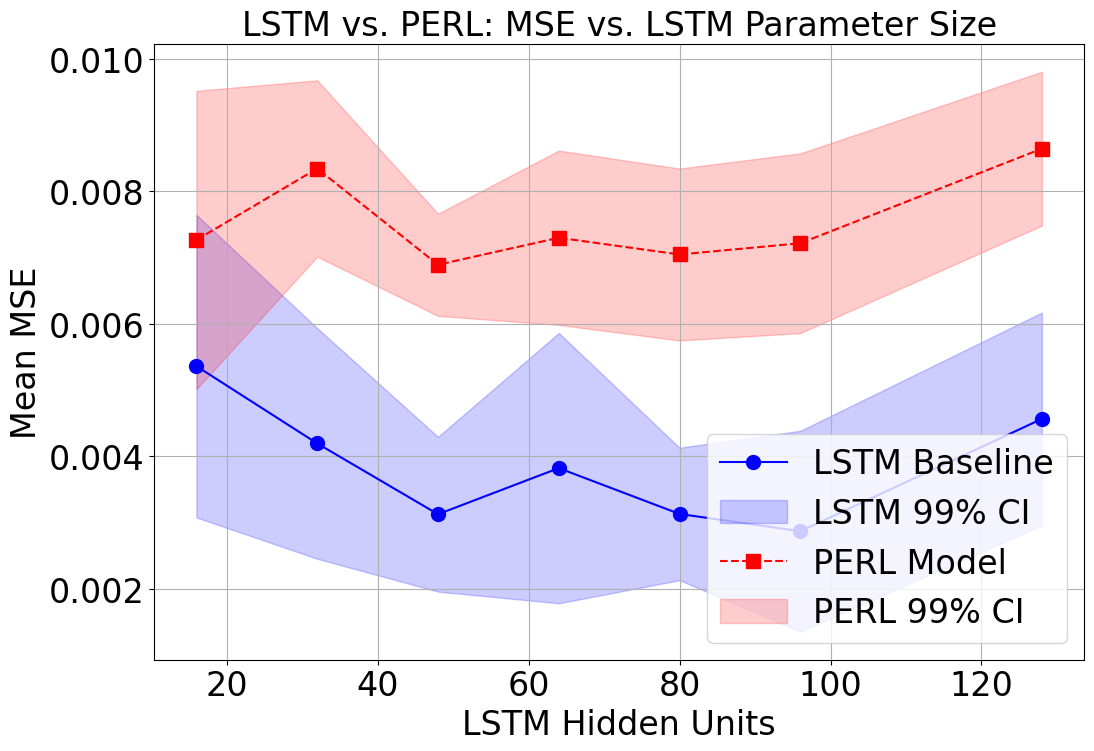 LSTM vs. PERL: MSE vs. LSTM Parameter Size
0.010
0.008
0.006
0.004
0.002
Mean MSE
LSTM Baseline
LSTM 99% CI
PERL Model
PERL 99% CI
20 40 60 80 100 120
LSTM Hidden Units